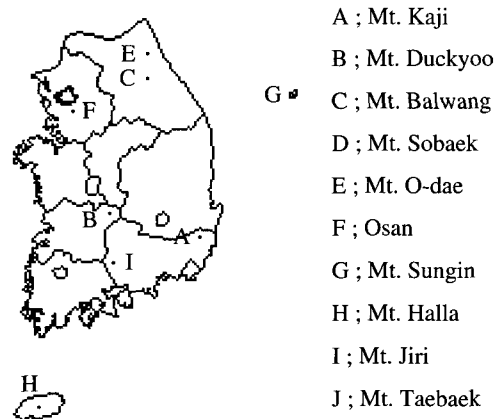 A ; Mt. Kaji
B ; Mt. Duckyoo
C ; Mt. Balwang
D ; Mt. Sobaek
E ; Mt. O-dae
F ; Osan
G ; Mt. Sungin
H ; Mt. Halla
I ; Mt. Jiri
J ; Mt. Taebaek
E
C
G
F
B
A
I
H